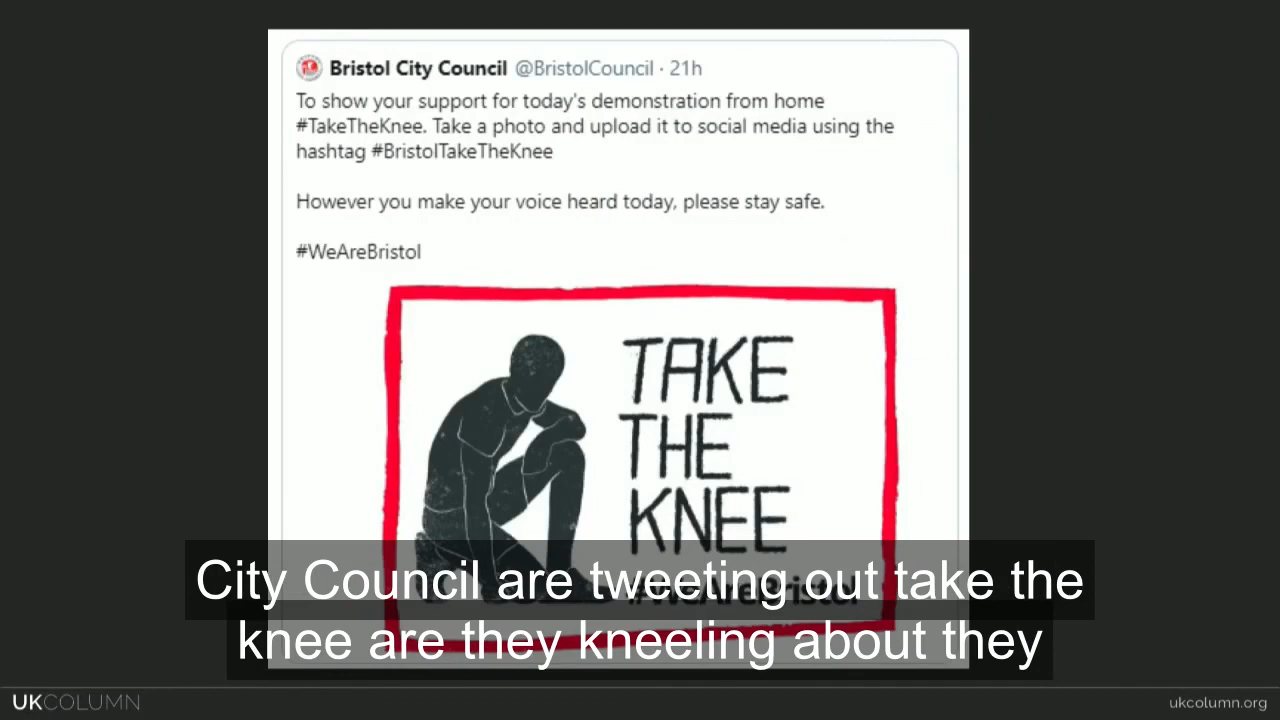 Bristol City Council @BristolCouncil · 21h
To show your support for today's demonstration from home
#TakeTheKnee. Take a photo and upload it to social media using the
hashtag #BristolTakeTheKnee
However you make your voice heard today, please stay safe.
#WeAreBristol
TAKE
THE
KNEE
#WeAreBristol
City Council are tweeting out take the
knee are they kneeling about they
UKCOLUMN
ukcolumn.org